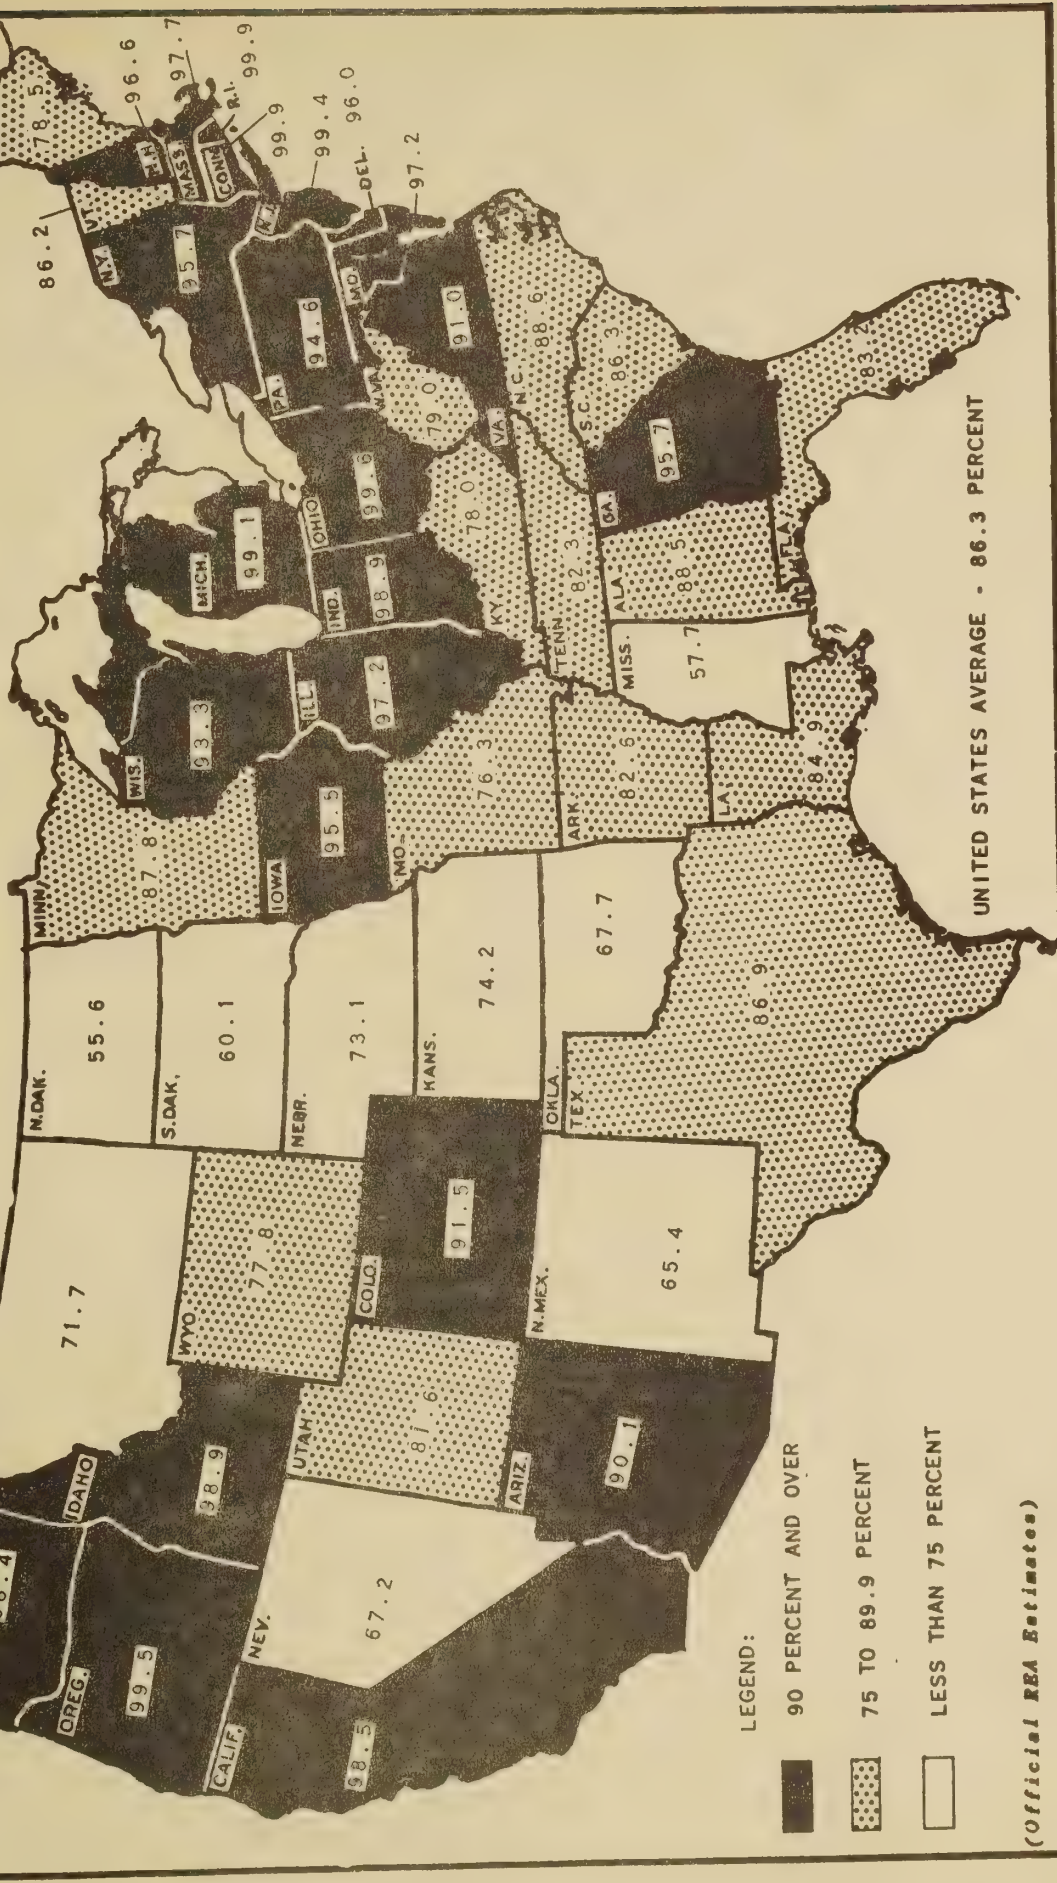 78.5
96.6
97.7
R.I.
99.9
99.9
99.4
DEL.
96.0
97.2
86.2
VT.
N.H.
MASS.
CONN.
N.Y.
95.7
N.J.
PA.
94.6
MD.
W.VA.
79.0
VA.
91.0
N.C.
88.6
S.C.
86.3
GA.
95.7
FLA.
83.2
MICH.
99.1
OHIO
99.6
IND.
98.9
KY.
78.0
TENN.
82.3
ALA.
88.5
MISS.
57.7
WIS.
93.3
ILL.
97.2
MINN.
87.8
IOWA
95.5
MO.
76.3
ARK.
82.6
LA.
84.9
N.DAK.
55.6
S.DAK.
60.1
NEBR.
73.1
KANS.
74.2
OKLA.
67.7
TEX.
86.9
71.7
WYO.
77.8
COLO.
91.5
N.MEX.
65.4
IDAHO
98.9
UTAH
81.6
ARIZ.
90.1
OREG.
99.5
NEV.
67.2
CALIF.
98.5
UNITED STATES AVERAGE - 86.3 PERCENT
LEGEND:
90 PERCENT AND OVER
75 TO 89.9 PERCENT
LESS THAN 75 PERCENT
(Official REA Estimates)